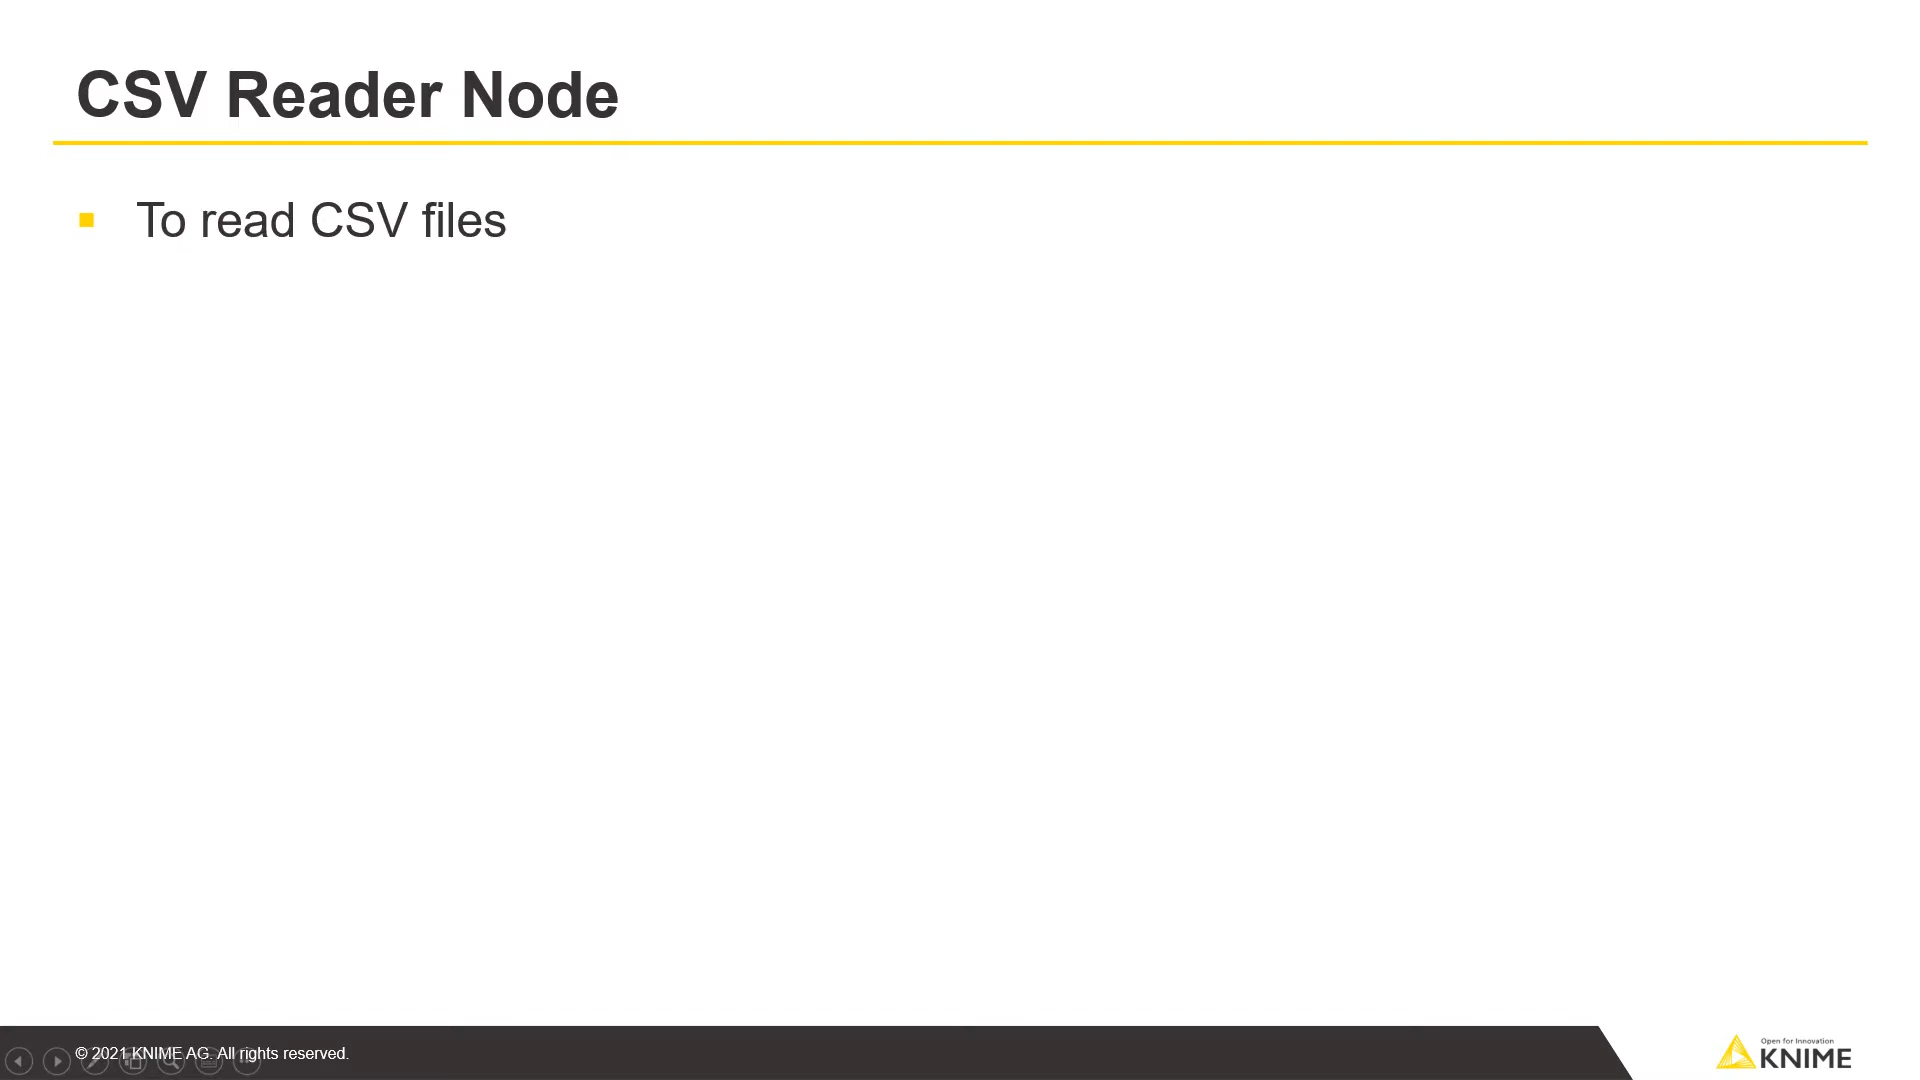 CSV Reader Node
To read CSV files
© 2021 KNIME AG. All rights reserved.
Open for Innovation
KNIME